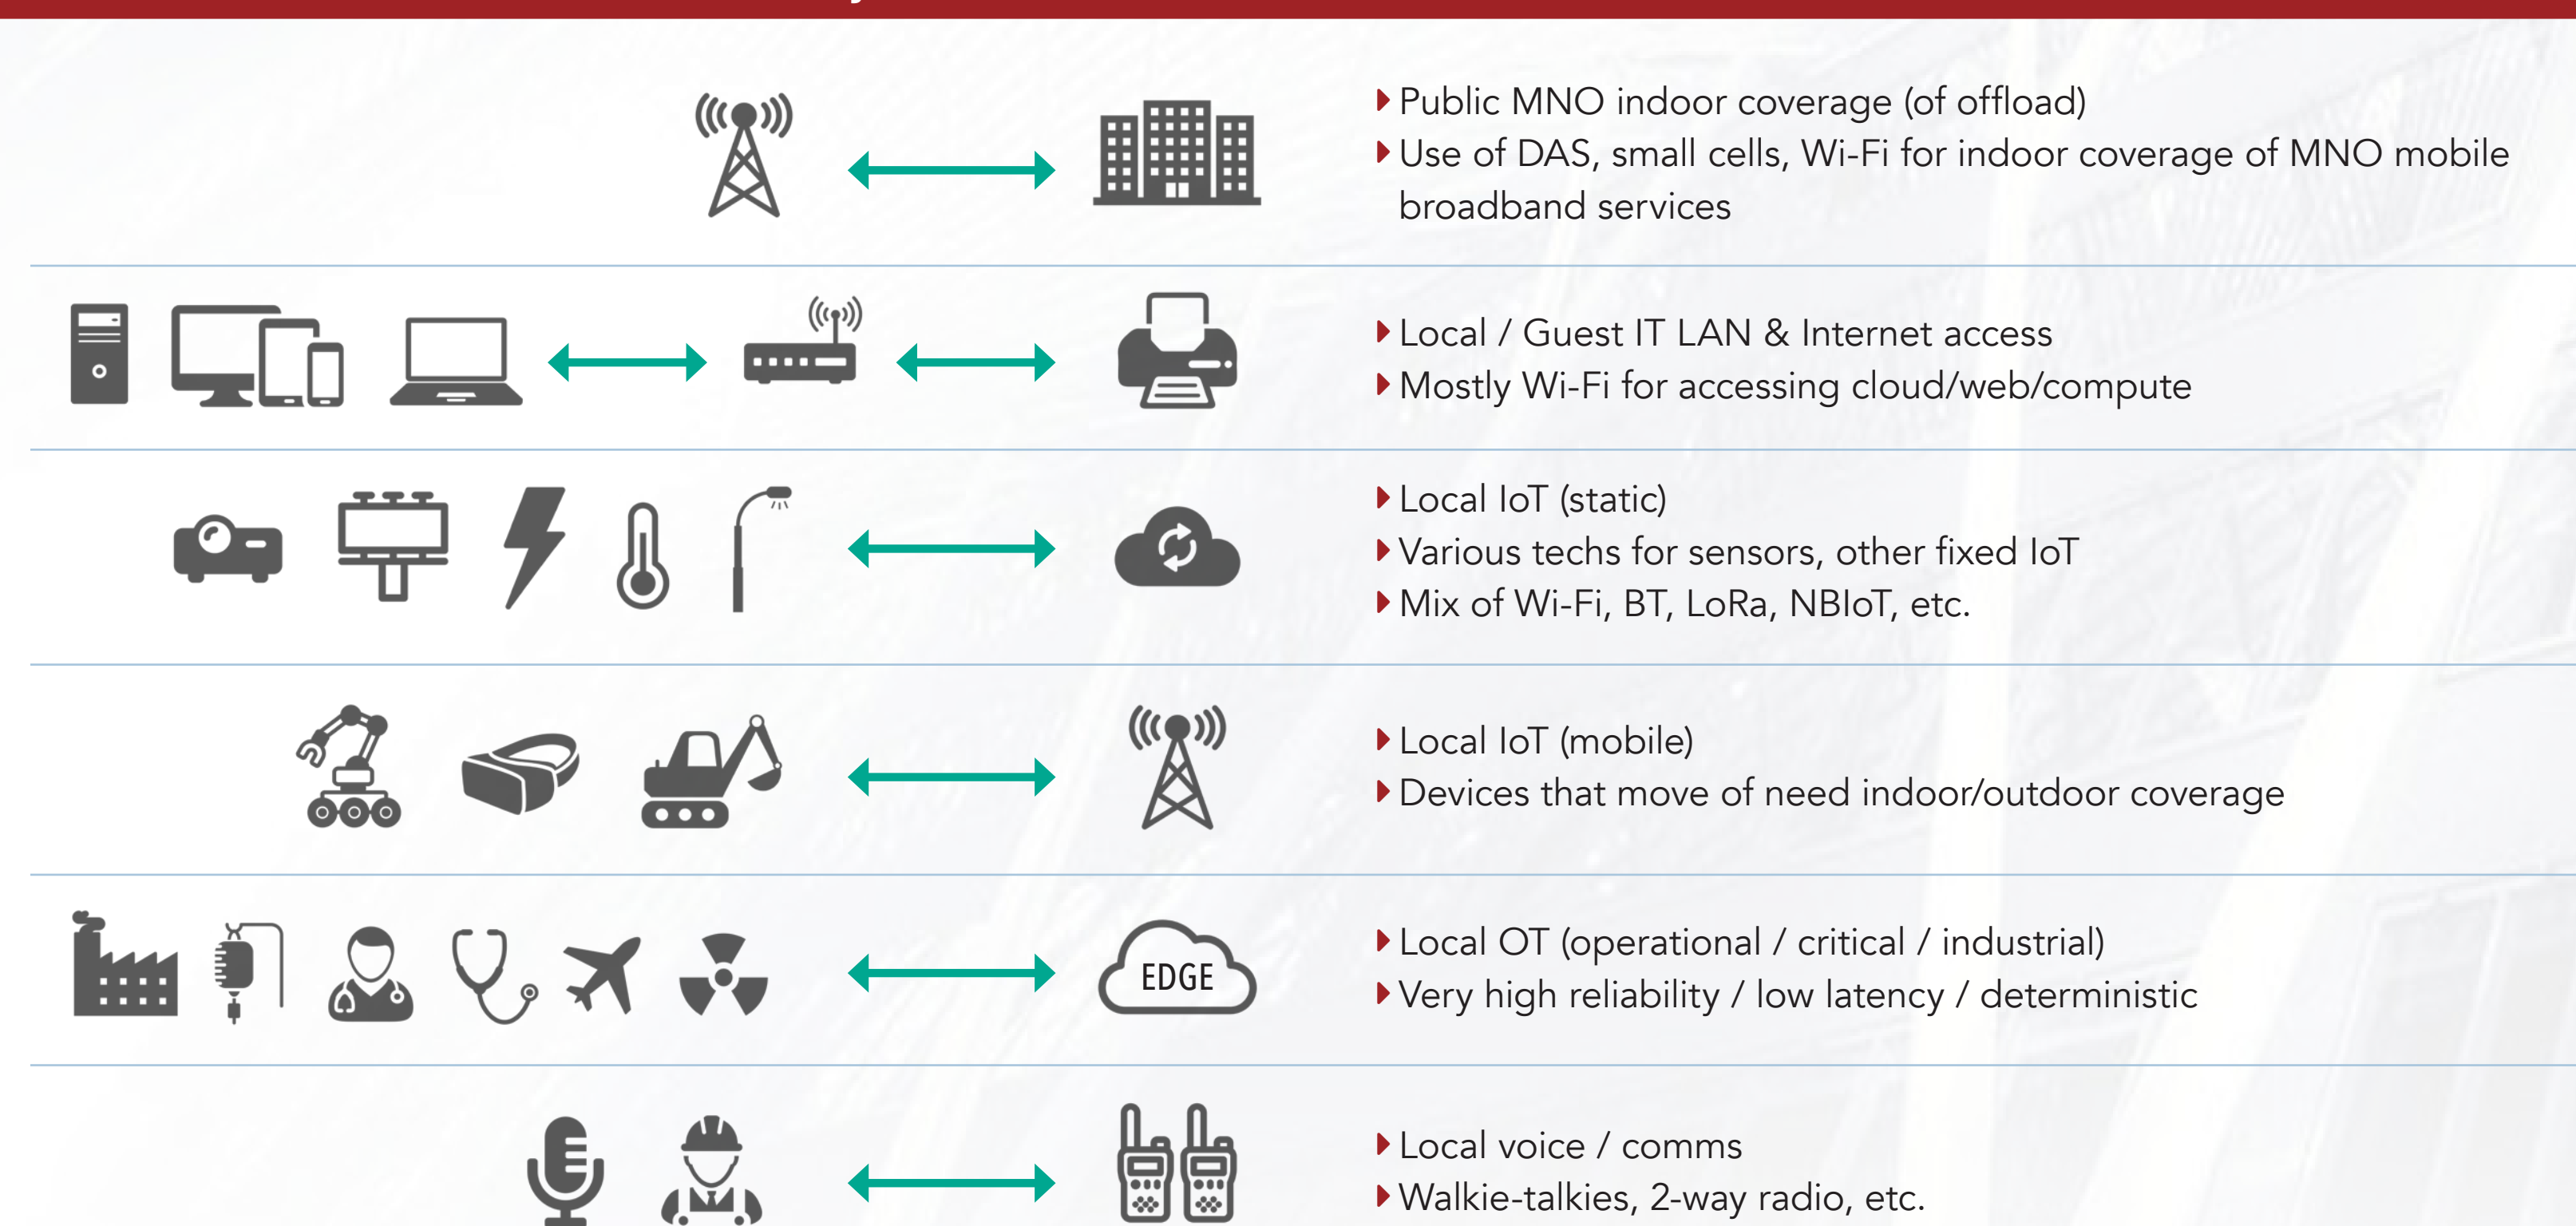 Public MNO indoor coverage (of offload)
Use of DAS, small cells, Wi-Fi for indoor coverage of MNO mobile
broadband services
Local / Guest IT LAN & Internet access
Mostly Wi-Fi for accessing cloud/web/compute
Local IoT (static)
Various techs for sensors, other fixed IoT
Mix of Wi-Fi, BT, LoRa, NBIoT, etc.
Local IoT (mobile)
Devices that move of need indoor/outdoor coverage
EDGE
Local OT (operational / critical / industrial)
Very high reliability / low latency / deterministic
Local voice / comms
Walkie-talkies, 2-way radio, etc.